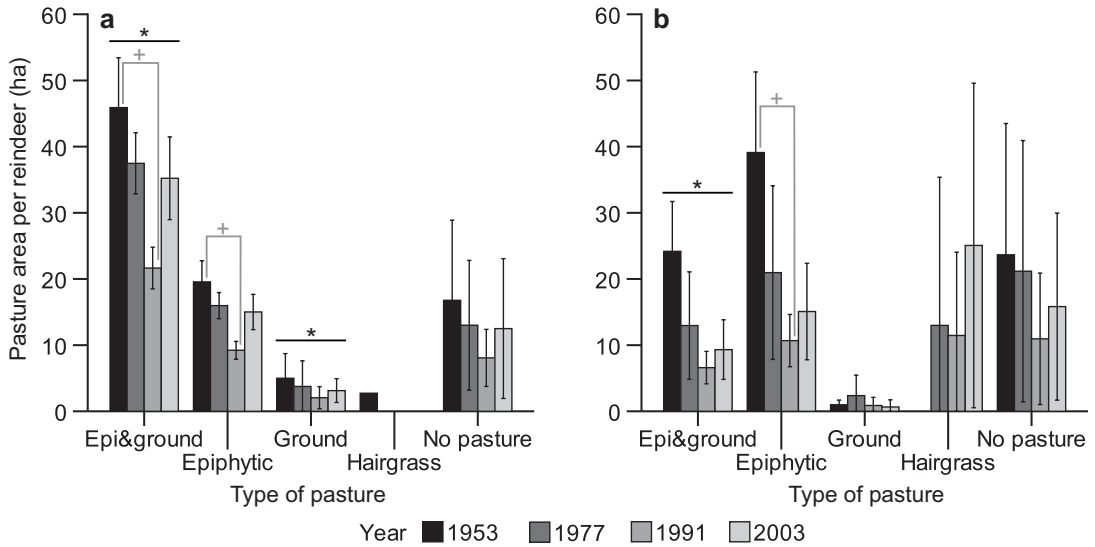 a
b
Pasture area per reindeer (ha)
60
50
40
30
20
10
0
*
+
+
*
Epi&ground
Epiphytic
Ground
Hairgrass
No pasture
Type of pasture
60
50
40
30
20
10
0
*
+
Epi&ground
Epiphytic
Ground
Hairgrass
No pasture
Type of pasture
Year 1953 1977 1991 2003